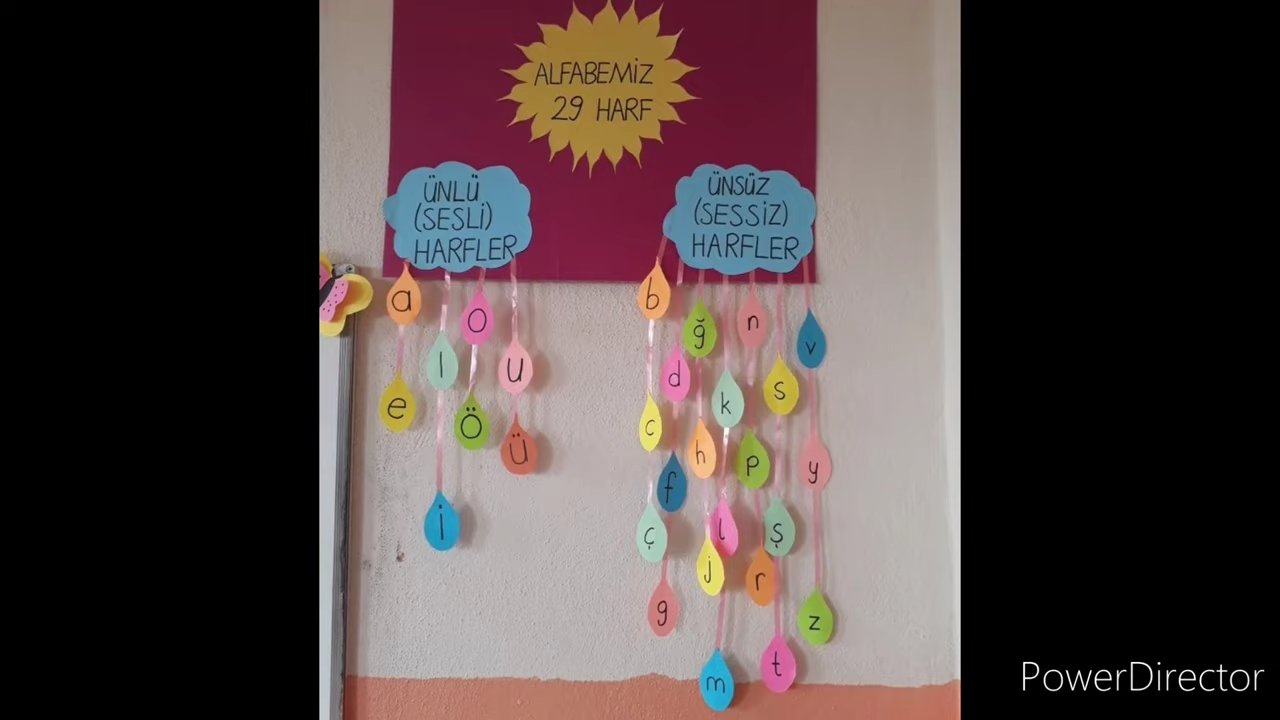 ALFABEMİZ
29 HARF
ÜNLÜ
(SESLİ)
HARFLER
a
e
ı
i
o
Ö
u
Ü
ÜNSÜZ
(SESSİZ)
HARFLER
b
c
ç
d
f
g
ğ
h
j
k
l
m
n
p
r
s
ş
t
v
y
z
PowerDirector